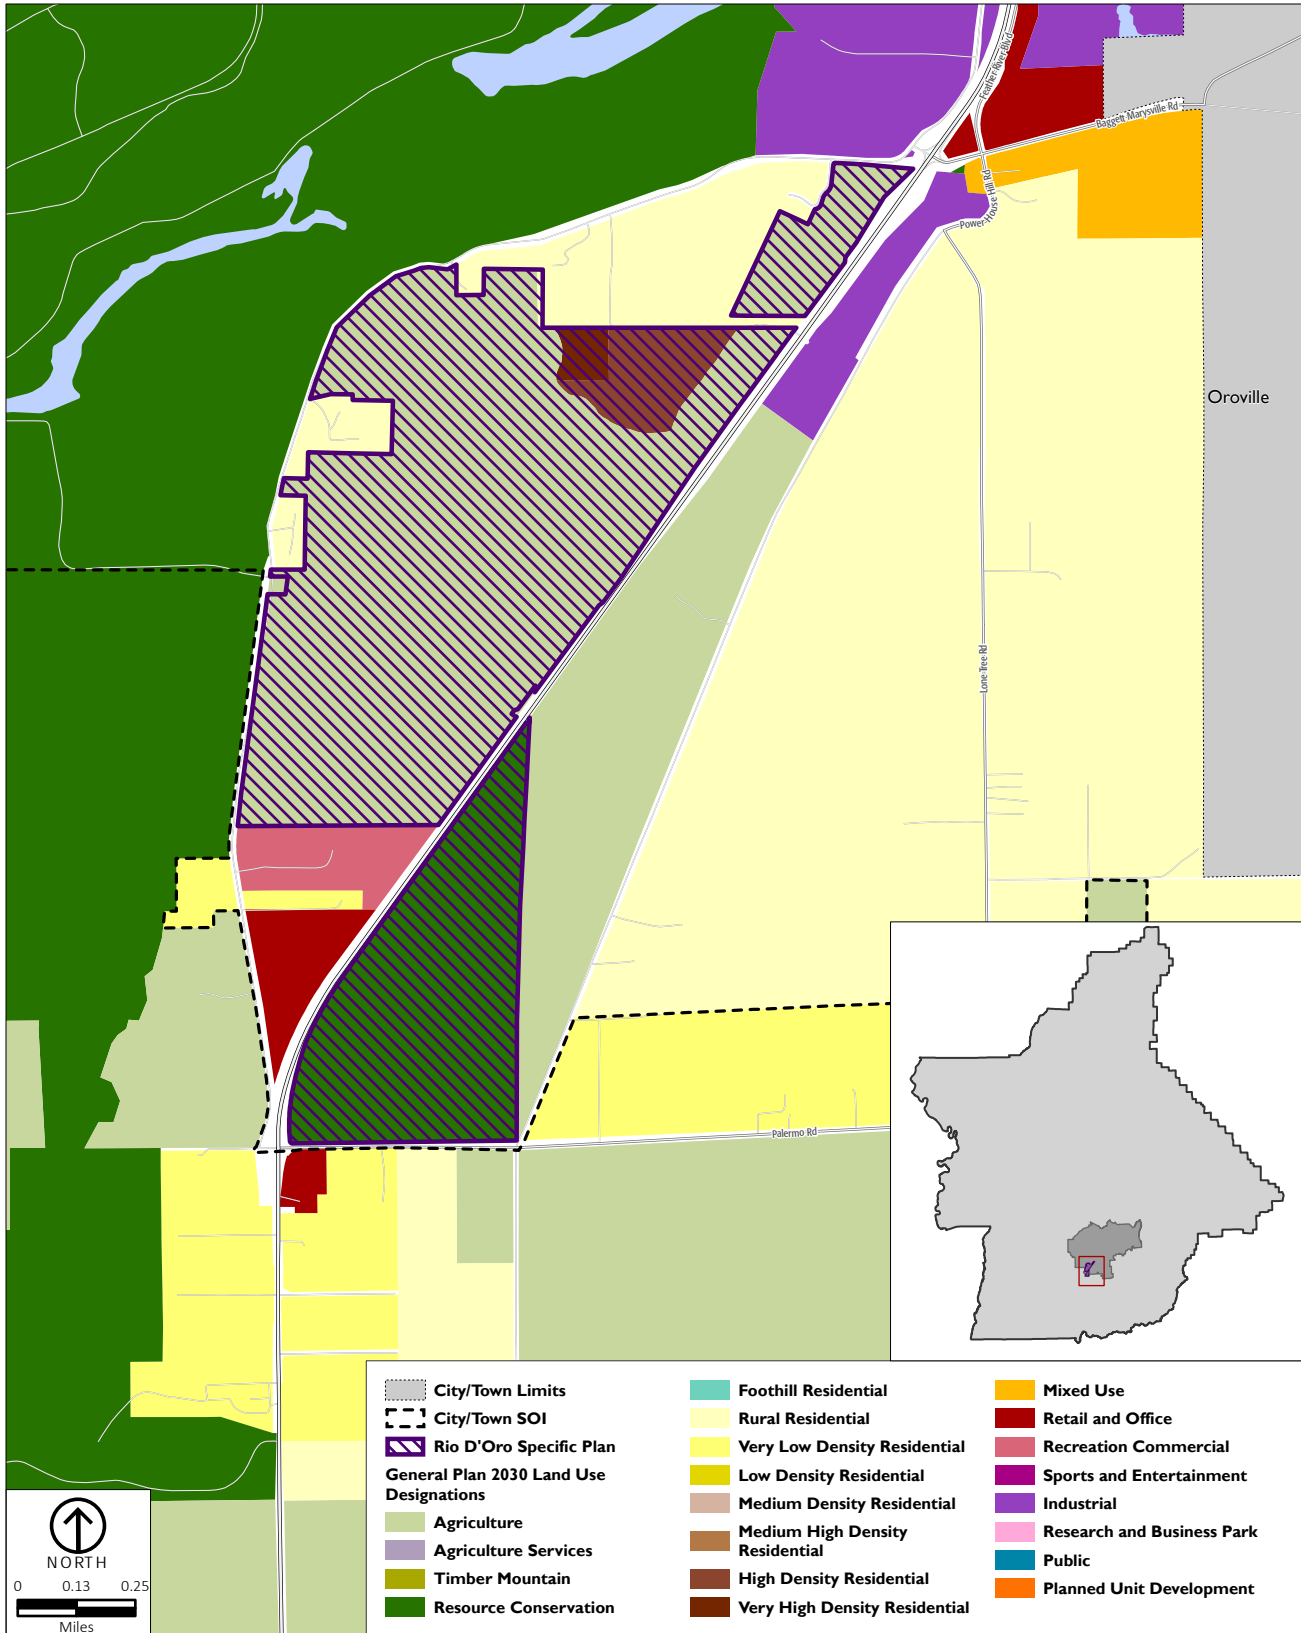 Feather River Blvd
Baggett Marysville Rd
Power House Hill Rd
Oroville
Lone Tree Rd
Palermo Rd
City/Town Limits
City/Town SOI
Rio D'Oro Specific Plan
General Plan 2030 Land Use
Designations
Agriculture
Agriculture Services
Timber Mountain
Resource Conservation
Foothill Residential
Rural Residential
Very Low Density Residential
Low Density Residential
Medium Density Residential
Medium High Density
Residential
High Density Residential
Very High Density Residential
Mixed Use
Retail and Office
Recreation Commercial
Sports and Entertainment
Industrial
Research and Business Park
Public
Planned Unit Development
NORTH
0 0.13 0.25
Miles